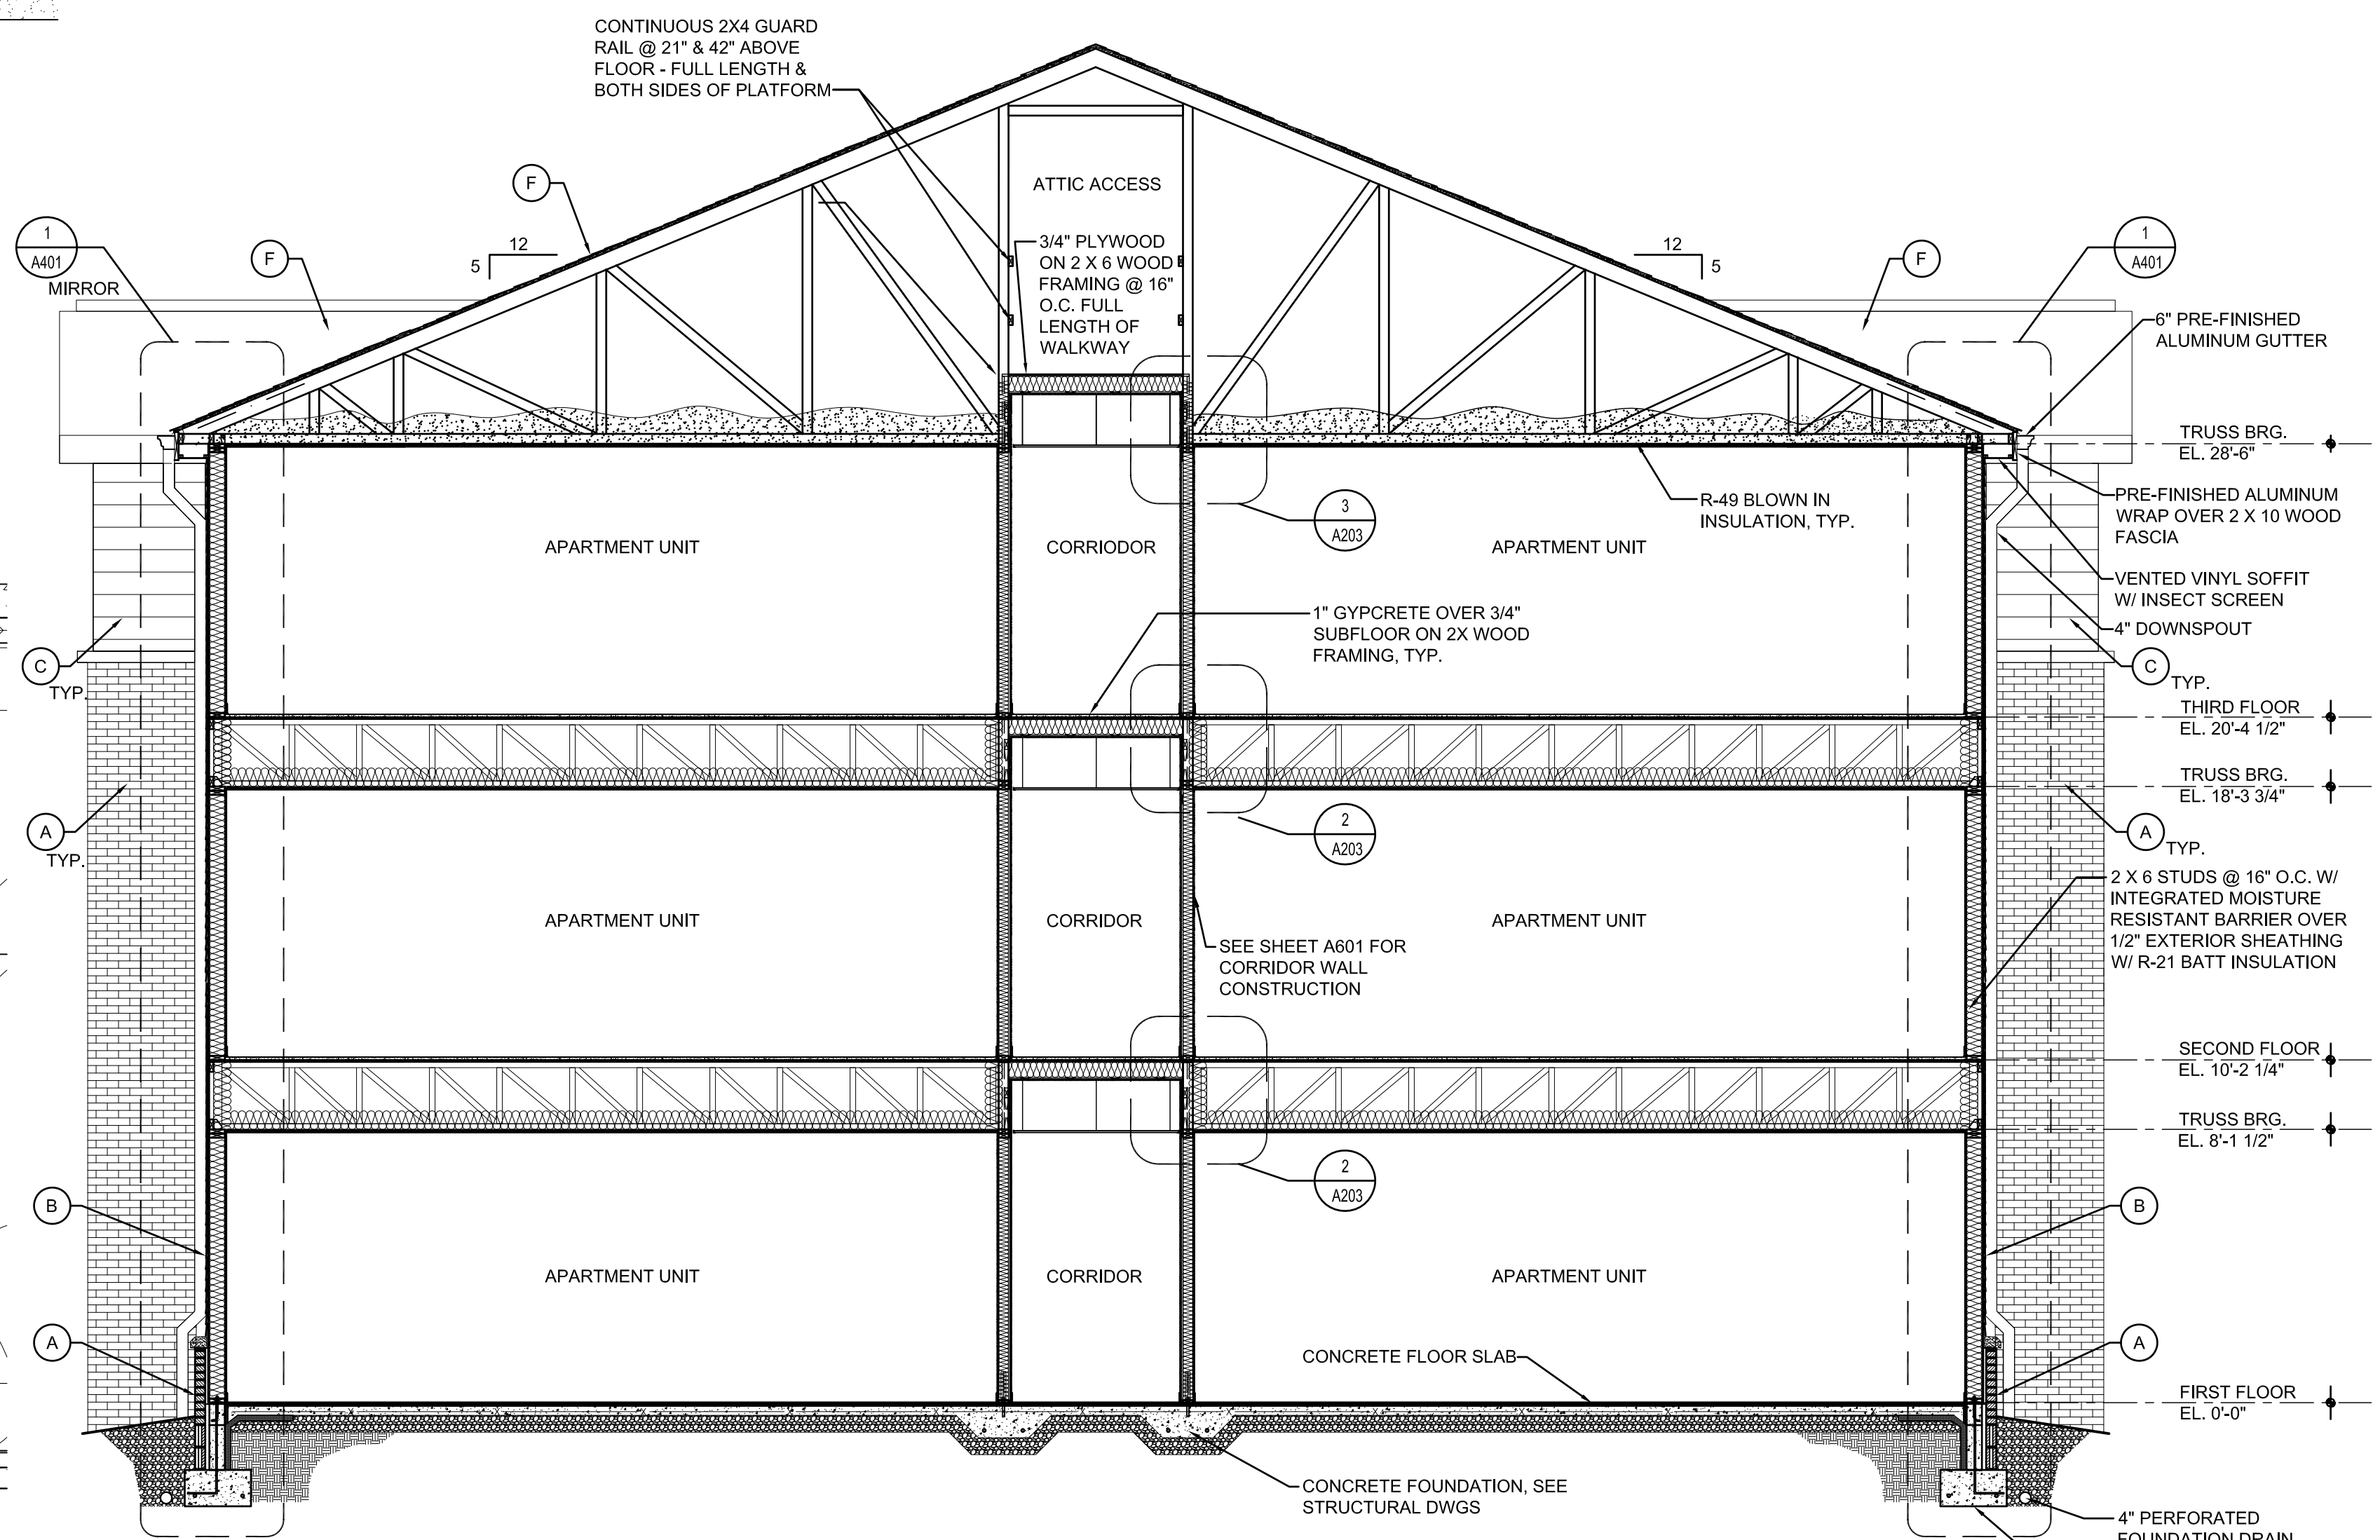 CONTINUOUS 2X4 GUARD
RAIL @ 21" & 42" ABOVE
FLOOR - FULL LENGTH &
BOTH SIDES OF PLATFORM
ATTIC ACCESS
3/4" PLYWOOD
ON 2 X 6 WOOD
FRAMING @ 16"
O.C. FULL
LENGTH OF
WALKWAY
1
A401
MIRROR
F
F
12
5
12
5
F
1
A401
6" PRE-FINISHED
ALUMINUM GUTTER
TRUSS BRG.
EL. 28'-6"
PRE-FINISHED ALUMINUM
WRAP OVER 2 X 10 WOOD
FASCIA
VENTED VINYL SOFFIT
W/ INSECT SCREEN
4" DOWNSPOUT
C
TYP.
C
TYP.
R-49 BLOWN IN
INSULATION, TYP.
3
A203
APARTMENT UNIT
CORRIODOR
APARTMENT UNIT
1" GYPCRETE OVER 3/4"
SUBFLOOR ON 2X WOOD
FRAMING, TYP.
THIRD FLOOR
EL. 20'-4 1/2"
TRUSS BRG.
EL. 18'-3 3/4"
A
TYP.
2
A203
A
TYP.
2 X 6 STUDS @ 16" O.C. W/
INTEGRATED MOISTURE
RESISTANT BARRIER OVER
1/2" EXTERIOR SHEATHING
W/ R-21 BATT INSULATION
APARTMENT UNIT
CORRIDOR
APARTMENT UNIT
SEE SHEET A601 FOR
CORRIDOR WALL
CONSTRUCTION
SECOND FLOOR
EL. 10'-2 1/4"
TRUSS BRG.
EL. 8'-1 1/2"
2
A203
B
B
APARTMENT UNIT
CORRIDOR
APARTMENT UNIT
A
CONCRETE FLOOR SLAB
A
FIRST FLOOR
EL. 0'-0"
CONCRETE FOUNDATION, SEE
STRUCTURAL DWGS
4" PERFORATED
FOUNDATION DRAIN